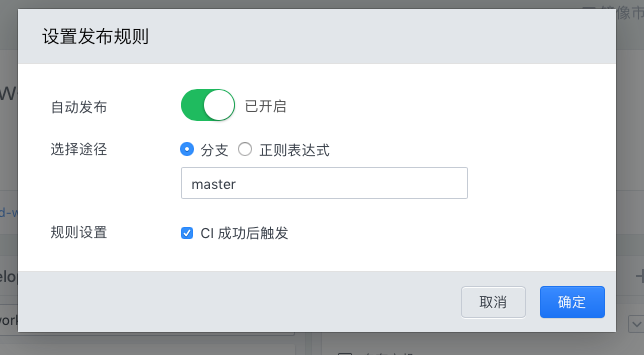 设置发布规则
自动发布 已开启
选择途径 分支 正则表达式
master
规则设置 CI 成功后触发
取消 确定